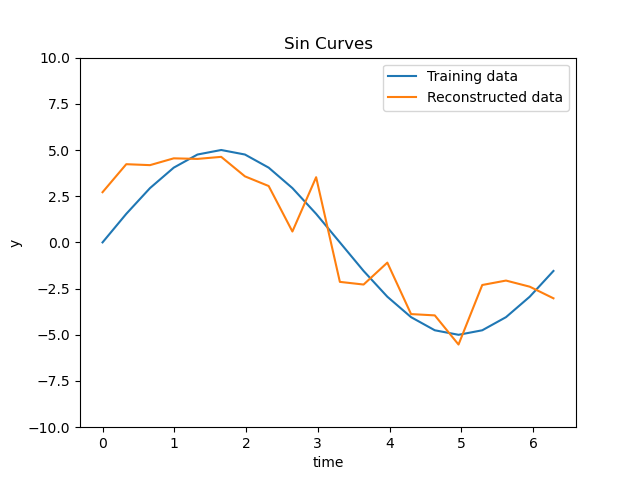 Sin Curves
Training data
Reconstructed data
10.0
7.5
5.0
2.5
0.0
−2.5
−5.0
−7.5
−10.0
y
0 1 2 3 4 5 6
time